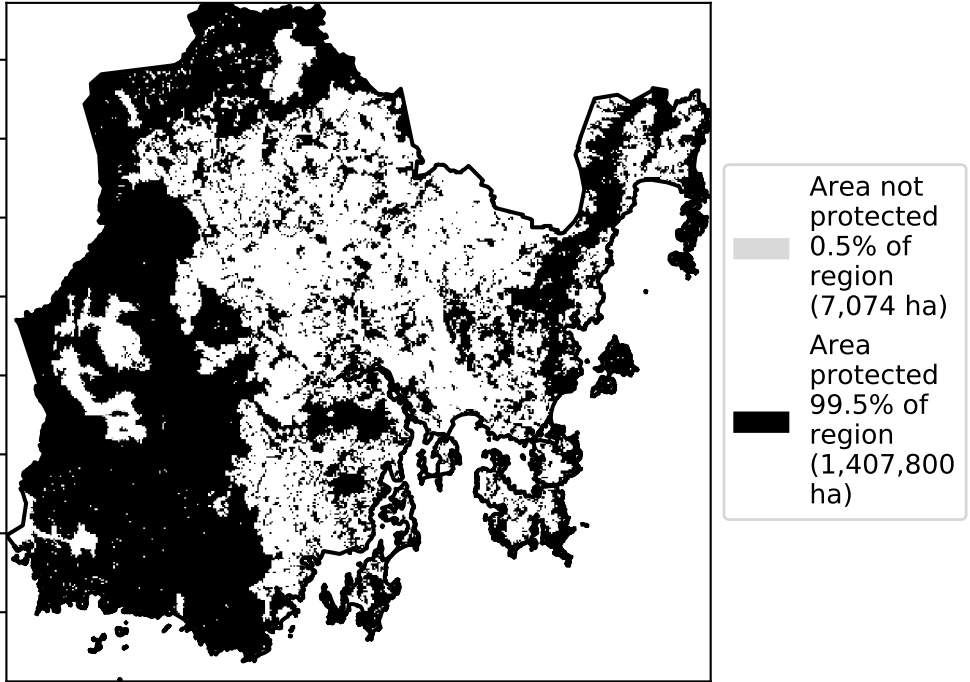 Area not
protected
0.5% of
region
(7,074 ha)
Area
protected
99.5% of
region
(1,407,800
ha)